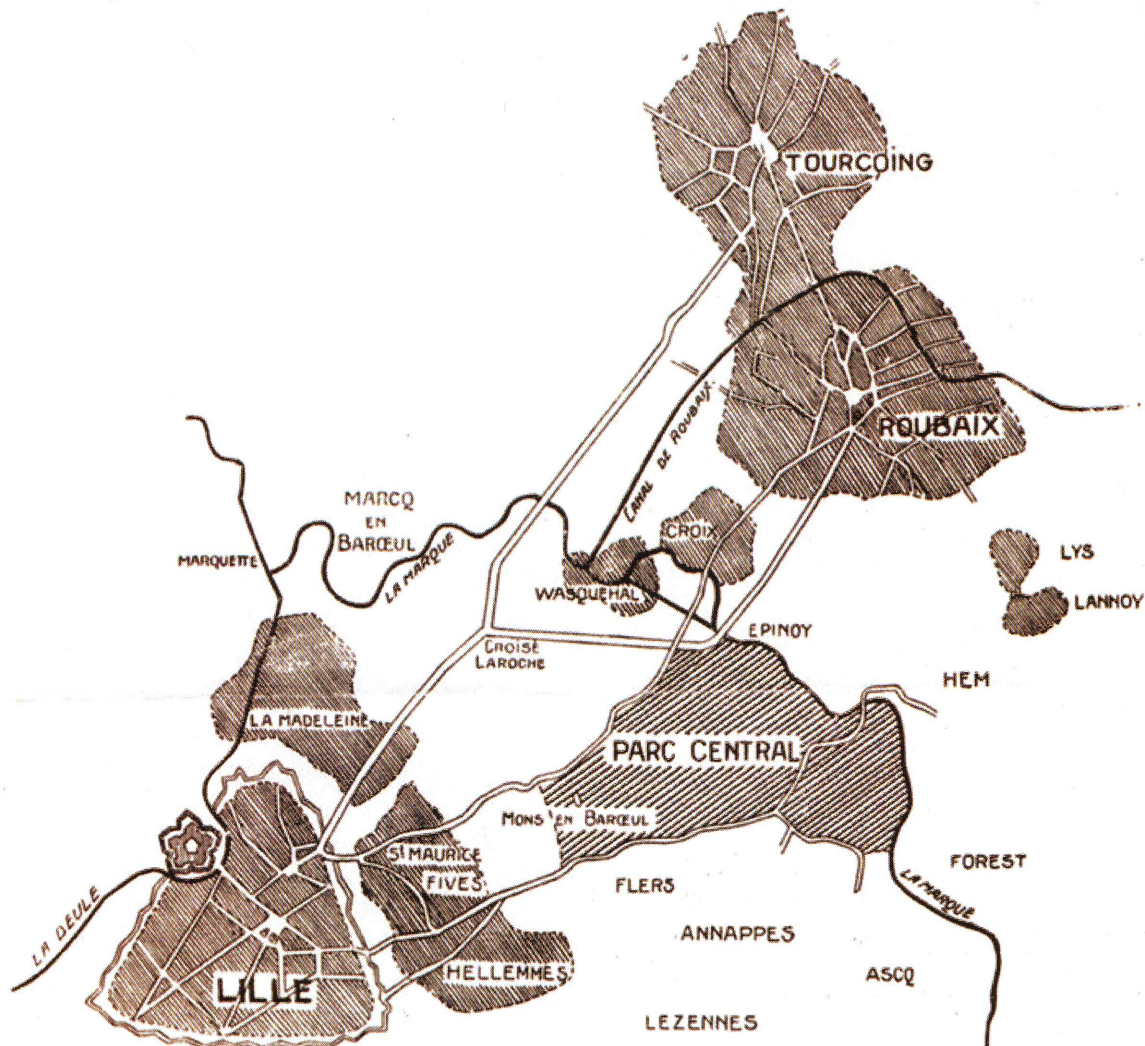 TOURCOING
ROUBAIX
CANAL DE ROUBAIX
MARCQ
EN
BARŒUL
LA MARQUE
MARQUETTE
CROIX
WASQUEHAL
LYS
LANNOY
EPINOY
CROISÉ
LAROCHE
HEM
LA MADELEINE
PARC CENTRAL
MONS EN BARŒUL
ST MAURICE
FIVES
FLERS
FOREST
LA MARQUE
LA DEULE
ANNAPPES
HELLEMMES
ASCQ
LILLE
LEZENNES